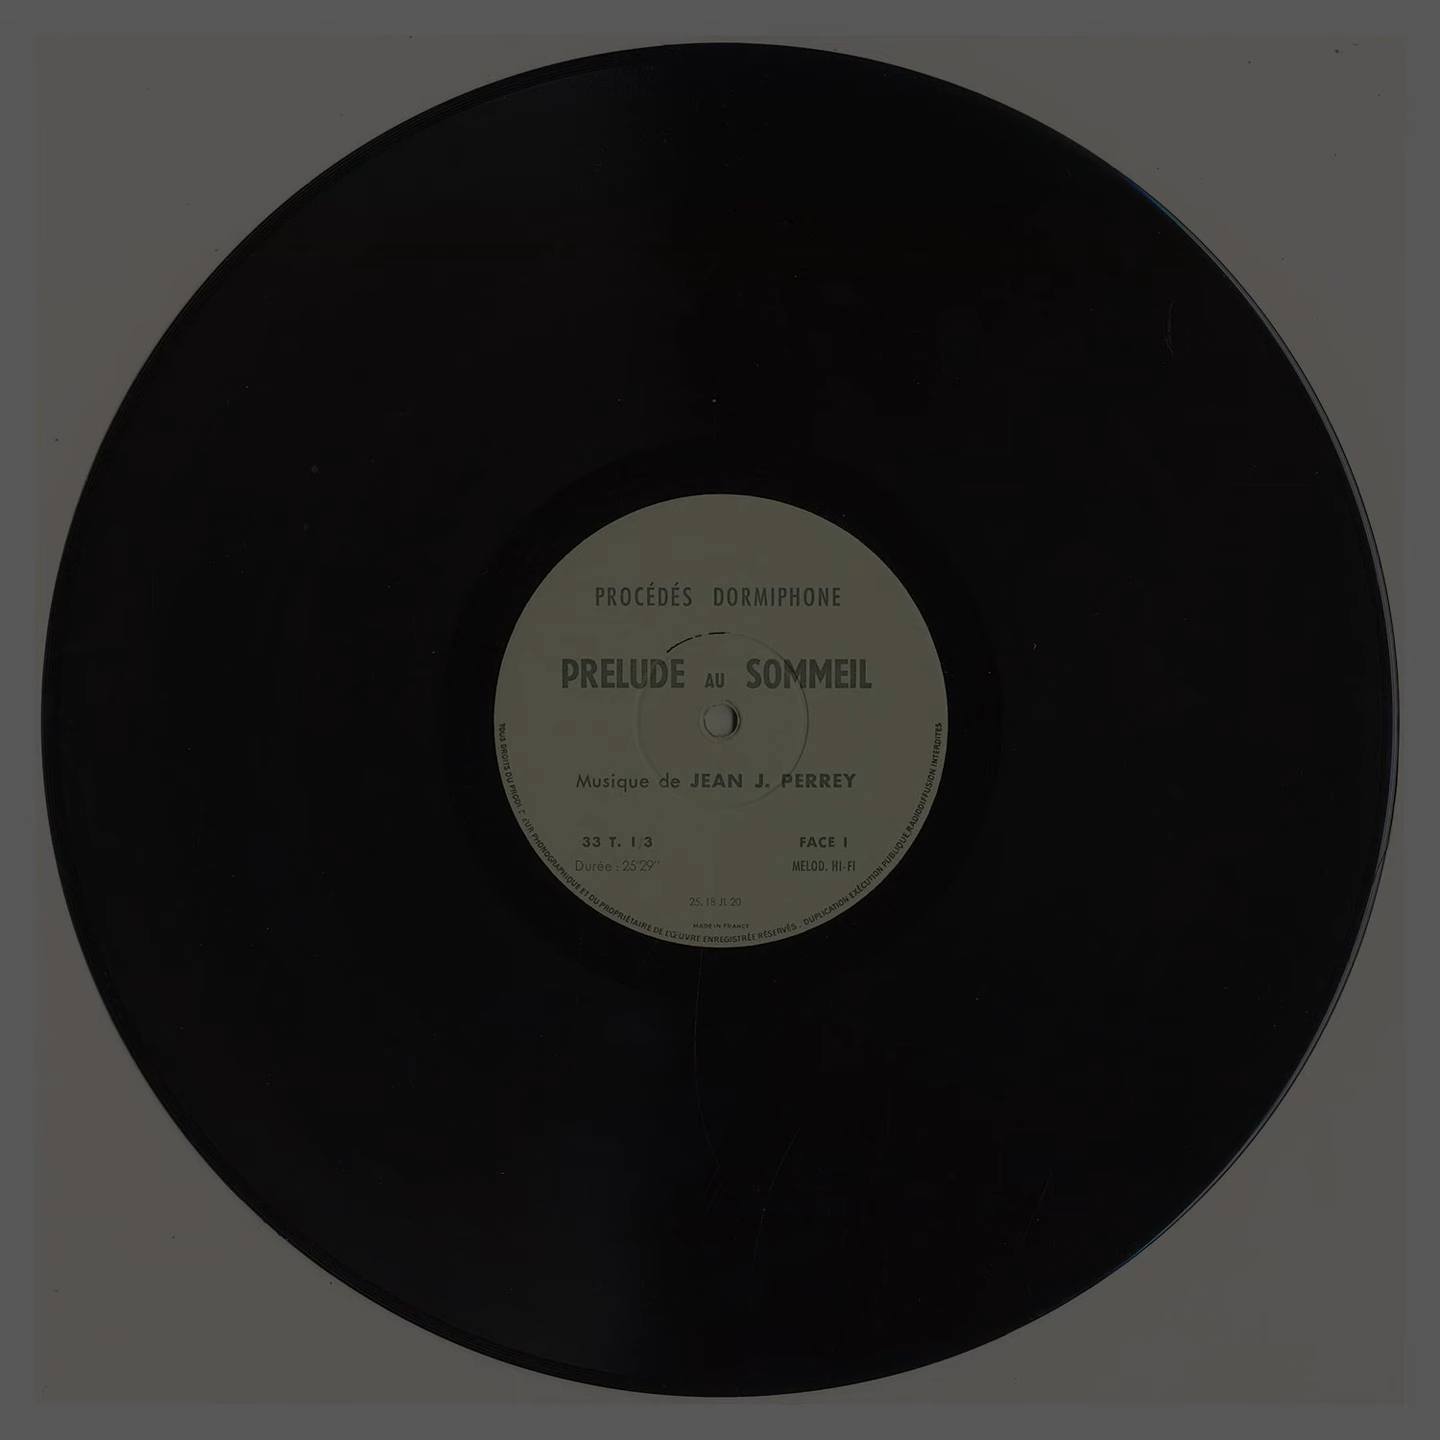 PROCÉDÉS DORMIPHONE
PRELUDE AU SOMMEIL
Musique de JEAN J. PERREY
33 T. 1/3
FACE 1
Durée : 25'29''
MELOD. HI-FI
25. 18 JL 20
MADE IN FRANCE
TOUS DROITS DU PHONOGRAPHIQUE ET DU PROPRIÉTAIRE DE L'ŒUVRE ENREGISTRÉE RÉSERVÉS - DUPLICATION EXÉCUTION PUBLIQUE, RADIODIFFUSION INTERDITES